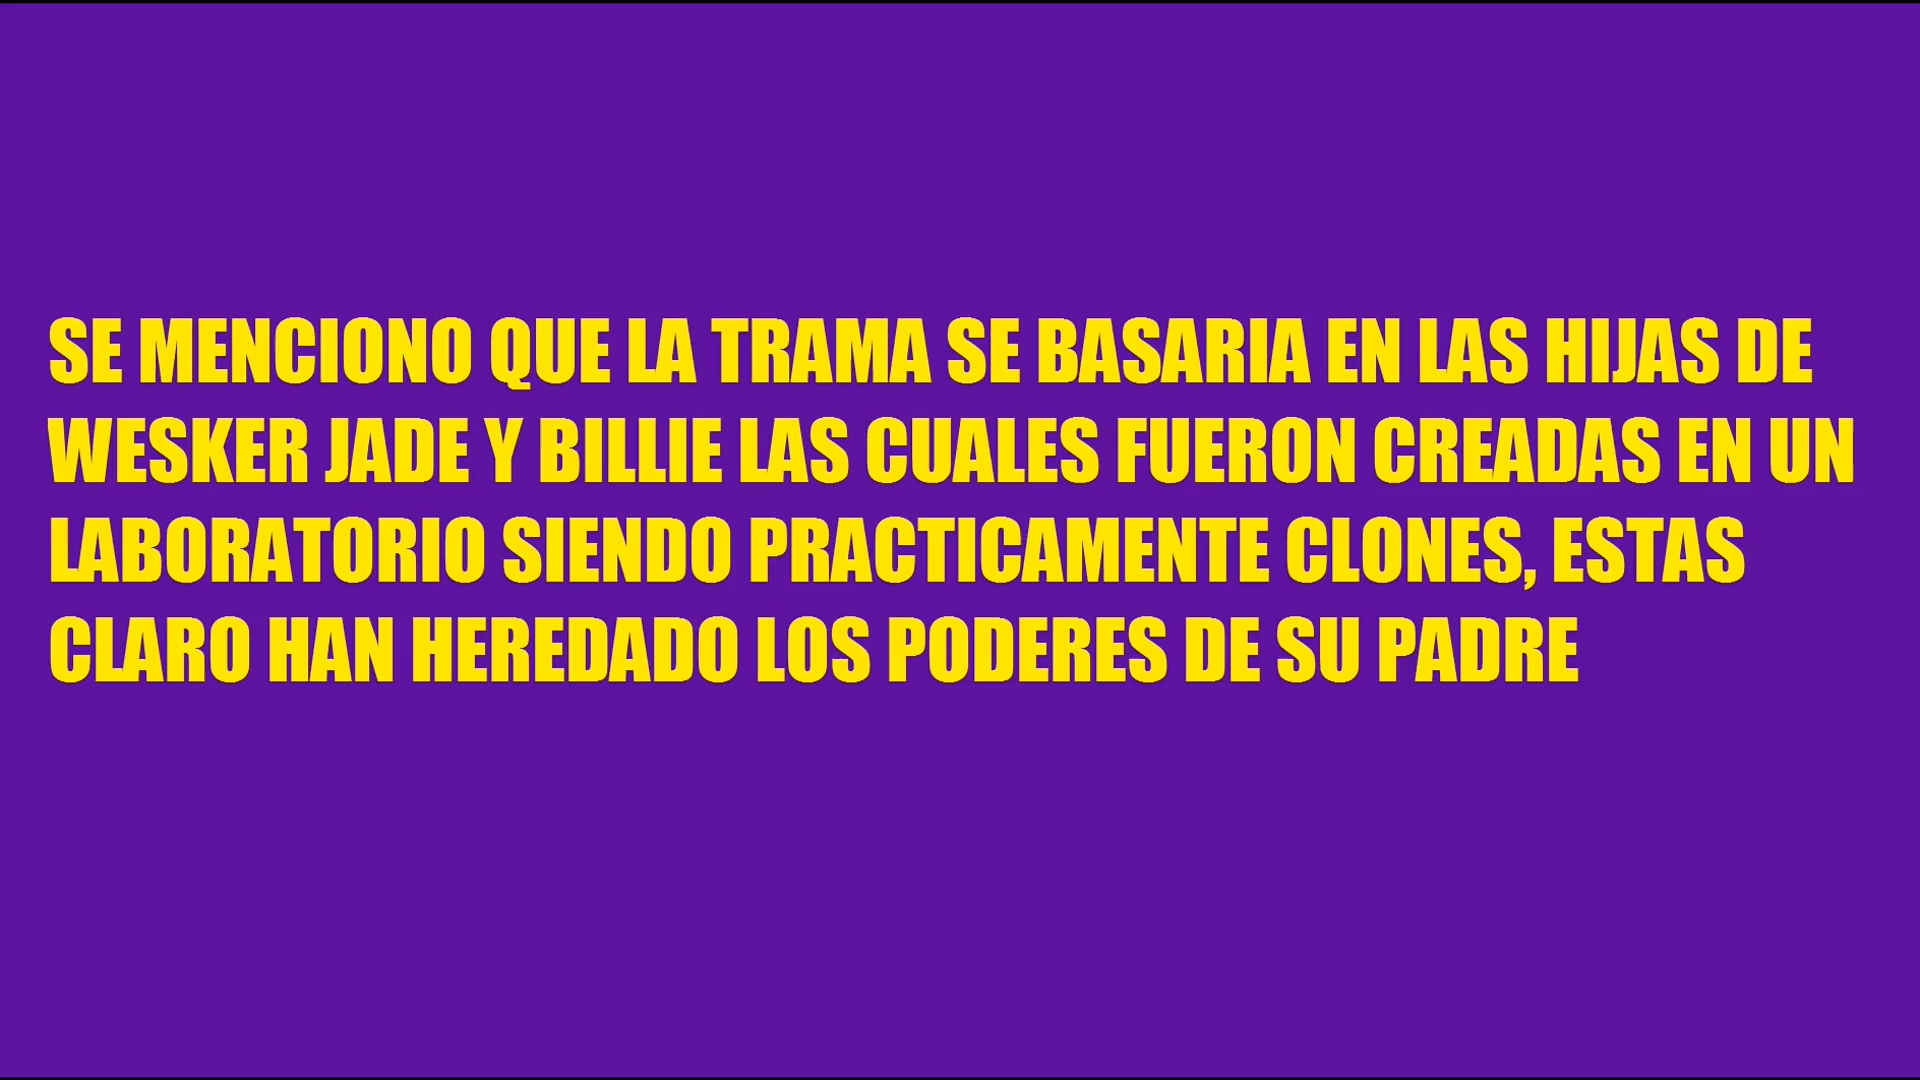 SE MENCIONO QUE LA TRAMA SE BASARIA EN LAS HIJAS DE
WESKER JADE Y BILLIE LAS CUALES FUERON CREADAS EN UN
LABORATORIO SIENDO PRACTICAMENTE CLONES, ESTAS
CLARO HAN HEREDADO LOS PODERES DE SU PADRE